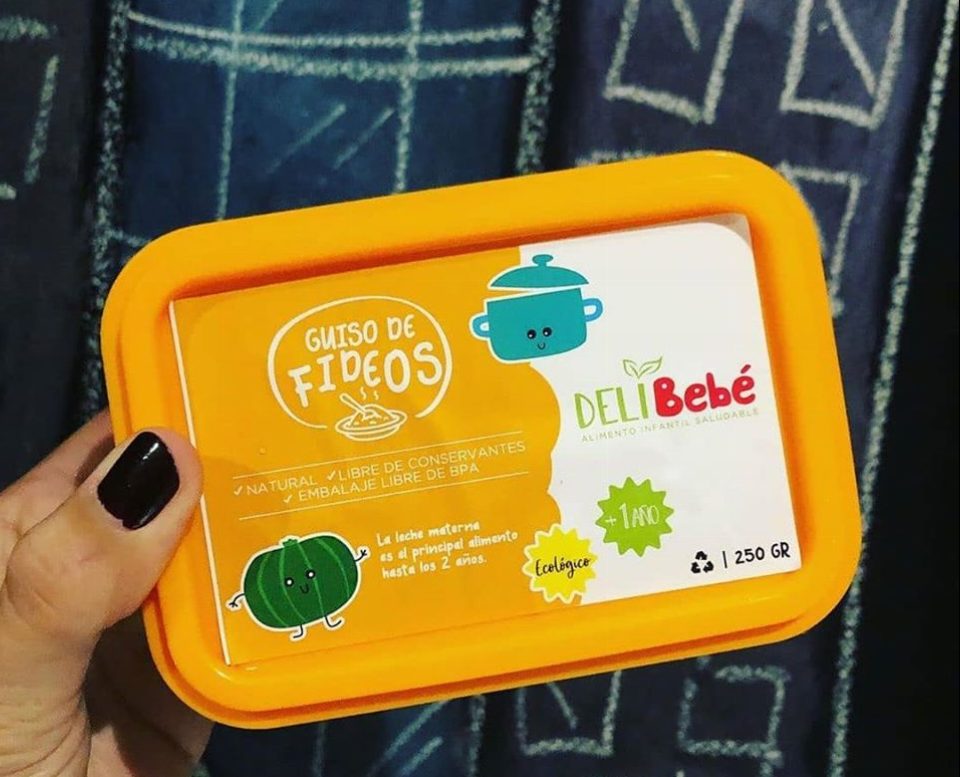 GUISO DE
FIDEOS
✓NATURAL ✓LIBRE DE CONSERVANTES
✓EMBALAJE LIBRE DE BPA
La leche materna
es el principal alimento
hasta los 2 años.
Ecológico
DELIBebé
ALIMENTO INFANTIL SALUDABLE
+1 AÑO
| 250 GR